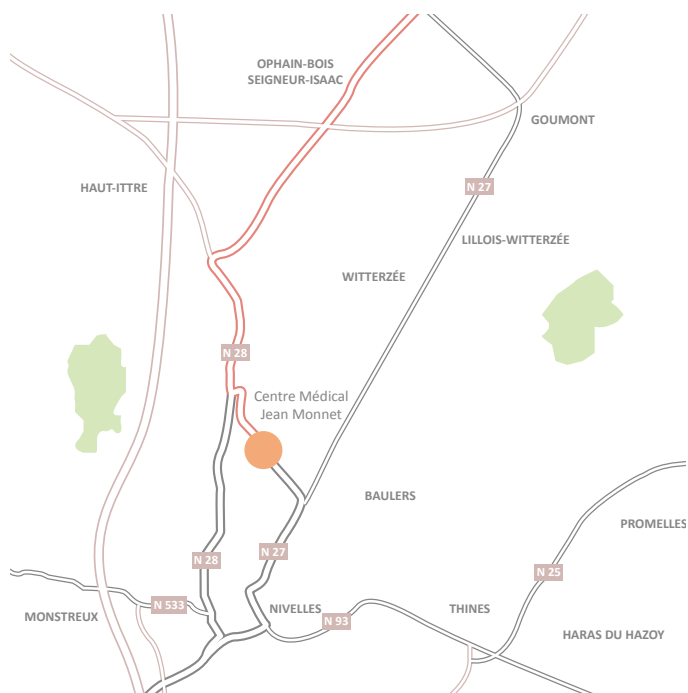 OPHAIN-BOIS
SEIGNEUR-ISAAC
GOUMONT
HAUT-ITTRE
N 27
LILLOIS-WITTERZÉE
WITTERZÉE
N 28
Centre Médical
Jean Monnet
BAULERS
PROMELLES
N 28
N 27
N 25
N 533
MONSTREUX
NIVELLES
N 93
THINES
HARAS DU HAZOY